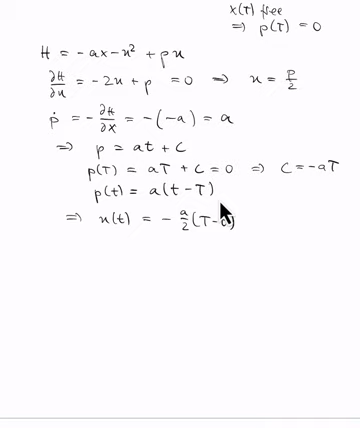 x(T) free
⇒ p(T) = 0
H = -ax - u² + pu
∂H/∂u = -2u + p = 0 ⇒ u = p/2
ṗ = -∂H/∂x = -(-a) = a
⇒ p = at + C
p(T) = aT + C = 0 ⇒ C = -aT
p(t) = a(t - T)
⇒ u(t) = - a/2 (T -